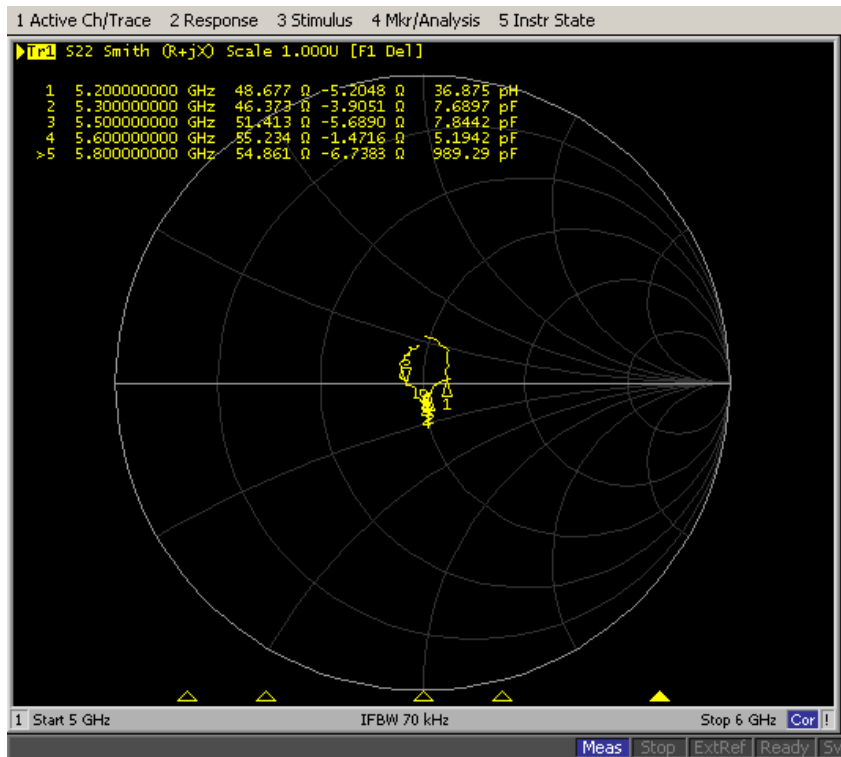 1 Active Ch/Trace 2 Response 3 Stimulus 4 Mkr/Analysis 5 Instr State
Tr1 S22 Smith (R+jX) Scale 1.000U [F1 Del]
1 5.200000000 GHz 48.677 Ω -5.2048 Ω 36.875 pH
2 5.300000000 GHz 46.373 Ω -3.9051 Ω 7.6897 pF
3 5.500000000 GHz 51.413 Ω -5.6890 Ω 7.8442 pF
4 5.600000000 GHz 55.234 Ω -1.4716 Ω 5.1942 pF
>5 5.800000000 GHz 54.861 Ω -6.7383 Ω 989.29 pF
1
1 Start 5 GHz IFBW 70 kHz Stop 6 GHz Cor !
Meas Stop ExtRef Ready Sv